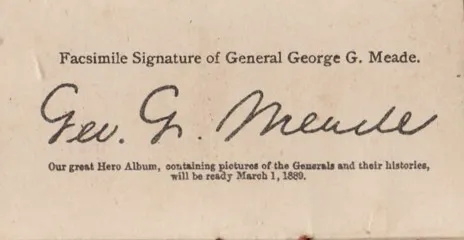 Facsimile Signature of General George G. Meade.
Geo. G. Meade
Our great Hero Album, containing pictures of the Generals and their histories,
will be ready March 1, 1889.